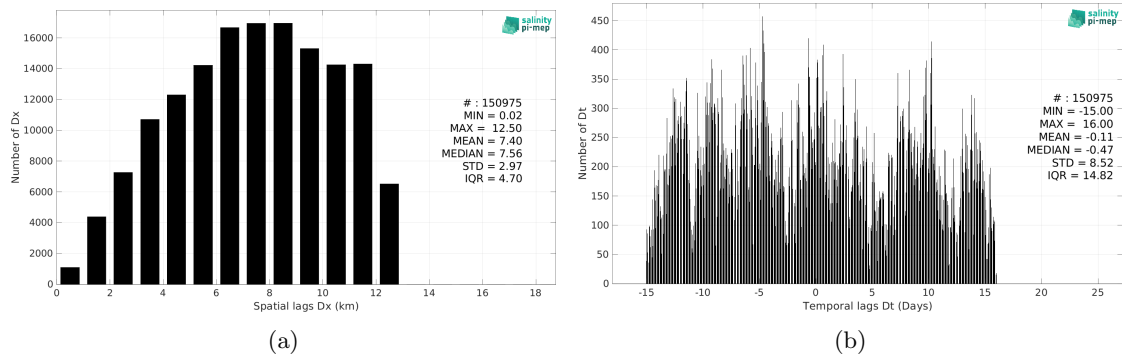 salinity
pi-mep
16000
14000
12000
10000
8000
6000
4000
2000
0
Number of Dx
# : 150975
MIN = 0.02
MAX = 12.50
MEAN = 7.40
MEDIAN = 7.56
STD = 2.97
IQR = 4.70
0 2 4 6 8 10 12 14 16 18
Spatial lags Dx (km)
(a)
salinity
pi-mep
450
400
350
300
250
200
150
100
50
0
Number of Dt
# : 150975
MIN = -15.00
MAX = 16.00
MEAN = -0.11
MEDIAN = -0.47
STD = 8.52
IQR = 14.82
-15 -10 -5 0 5 10 15 20 25
Temporal lags Dt (Days)
(b)